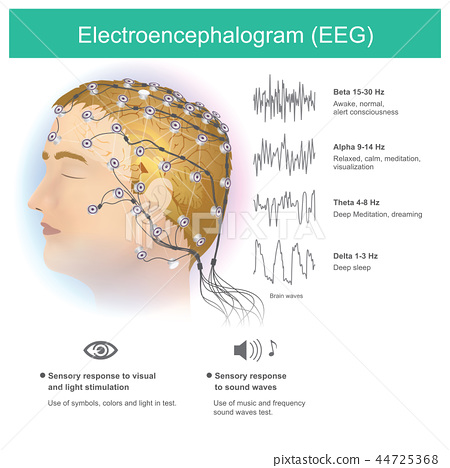 Electroencephalogram (EEG)
Beta 15-30 Hz
Awake, normal,
alert consciousness
Alpha 9-14 Hz
Relaxed, calm, meditation,
visualization
Theta 4-8 Hz
Deep Meditation, dreaming
Delta 1-3 Hz
Deep sleep
Brain waves
PIXTA
Sensory response to visual
and light stimulation
Use of symbols, colors and light in test.
Sensory response
to sound waves
Use of music and frequency
sound waves test.
pixta.jp - 44725368